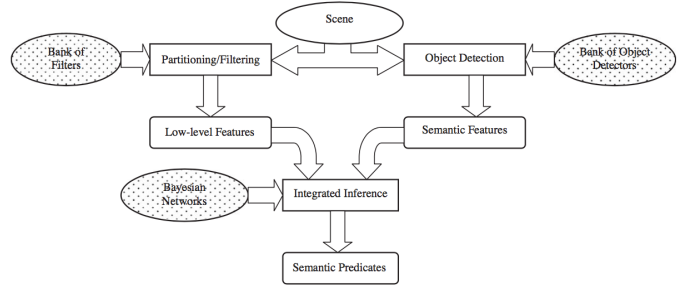 Scene
Bank of
Filters
Partitioning/Filtering
Object Detection
Bank of Object
Detectors
Low-level Features
Semantic Features
Bayesian
Networks
Integrated Inference
Semantic Predicates